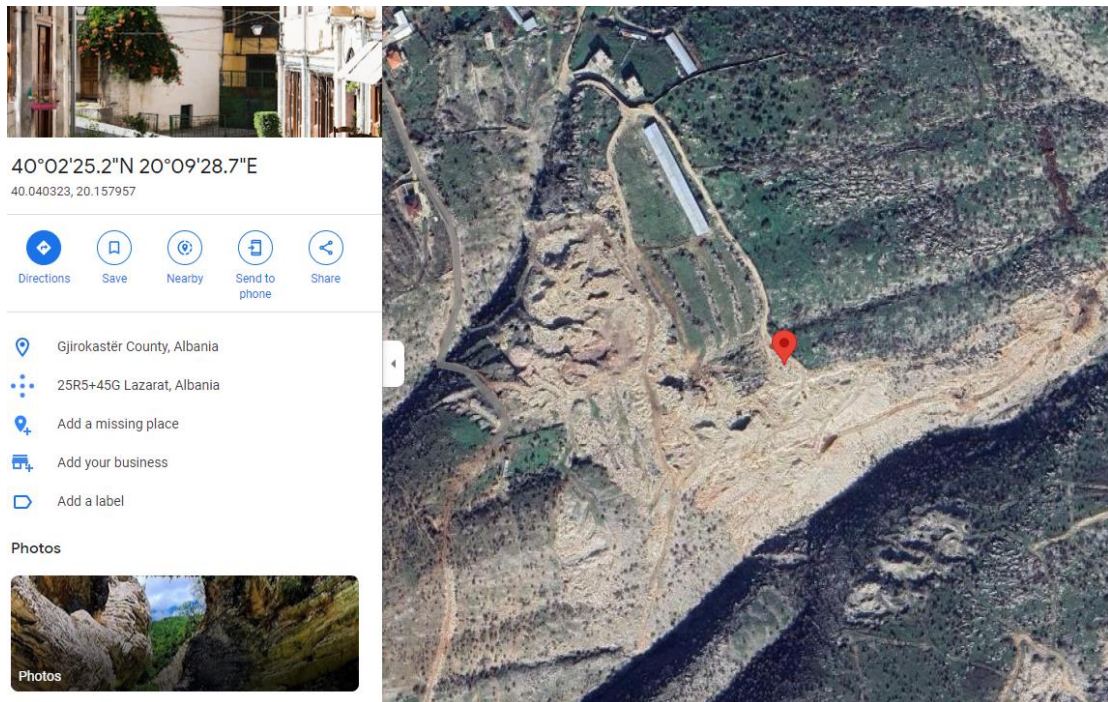 40°02'25.2"N 20°09'28.7"E
40.040323, 20.157957
Directions
Save
Nearby
Send to
phone
Share
Gjirokastër County, Albania
25R5+45G Lazarat, Albania
Add a missing place
Add your business
Add a label
Photos
Photos